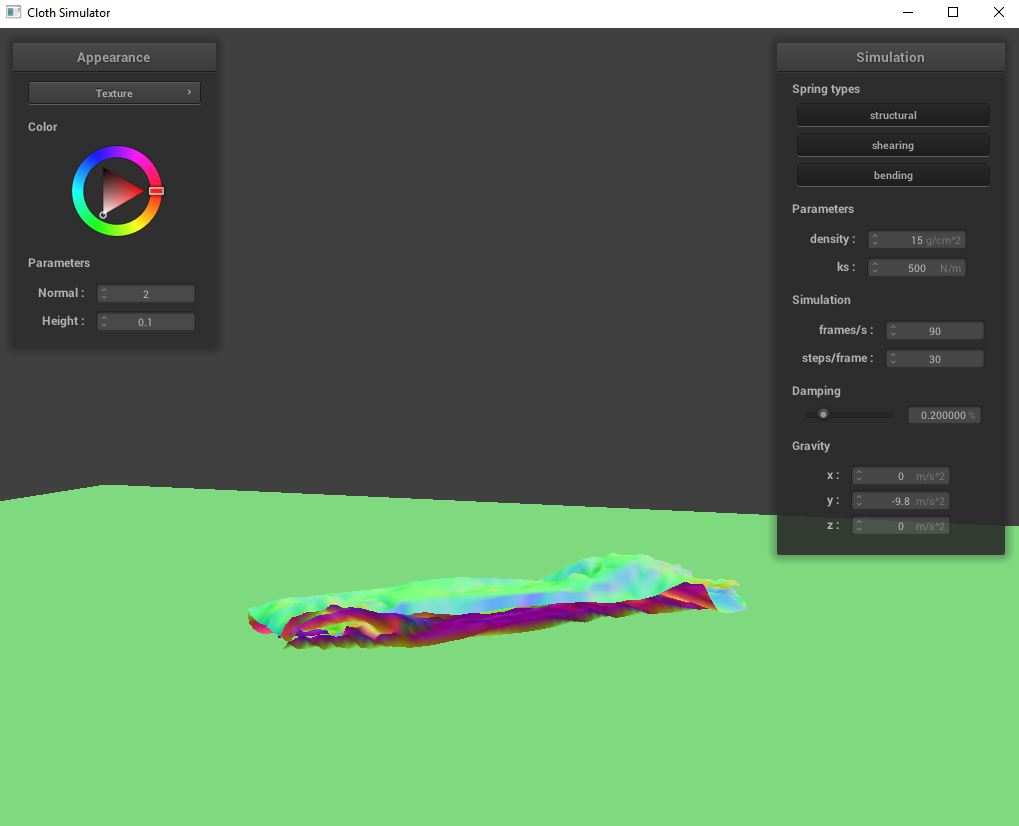 Cloth Simulator
Appearance
Texture
Color
Parameters
Normal : 2
Height : 0.1
Simulation
Spring types
structural
shearing
bending
Parameters
density : 15 g/cm^2
ks : 500 N/m
Simulation
frames/s : 90
steps/frame : 30
Damping
0.200000 %
Gravity
x : 0 m/s^2
y : -9.8 m/s^2
z : 0 m/s^2